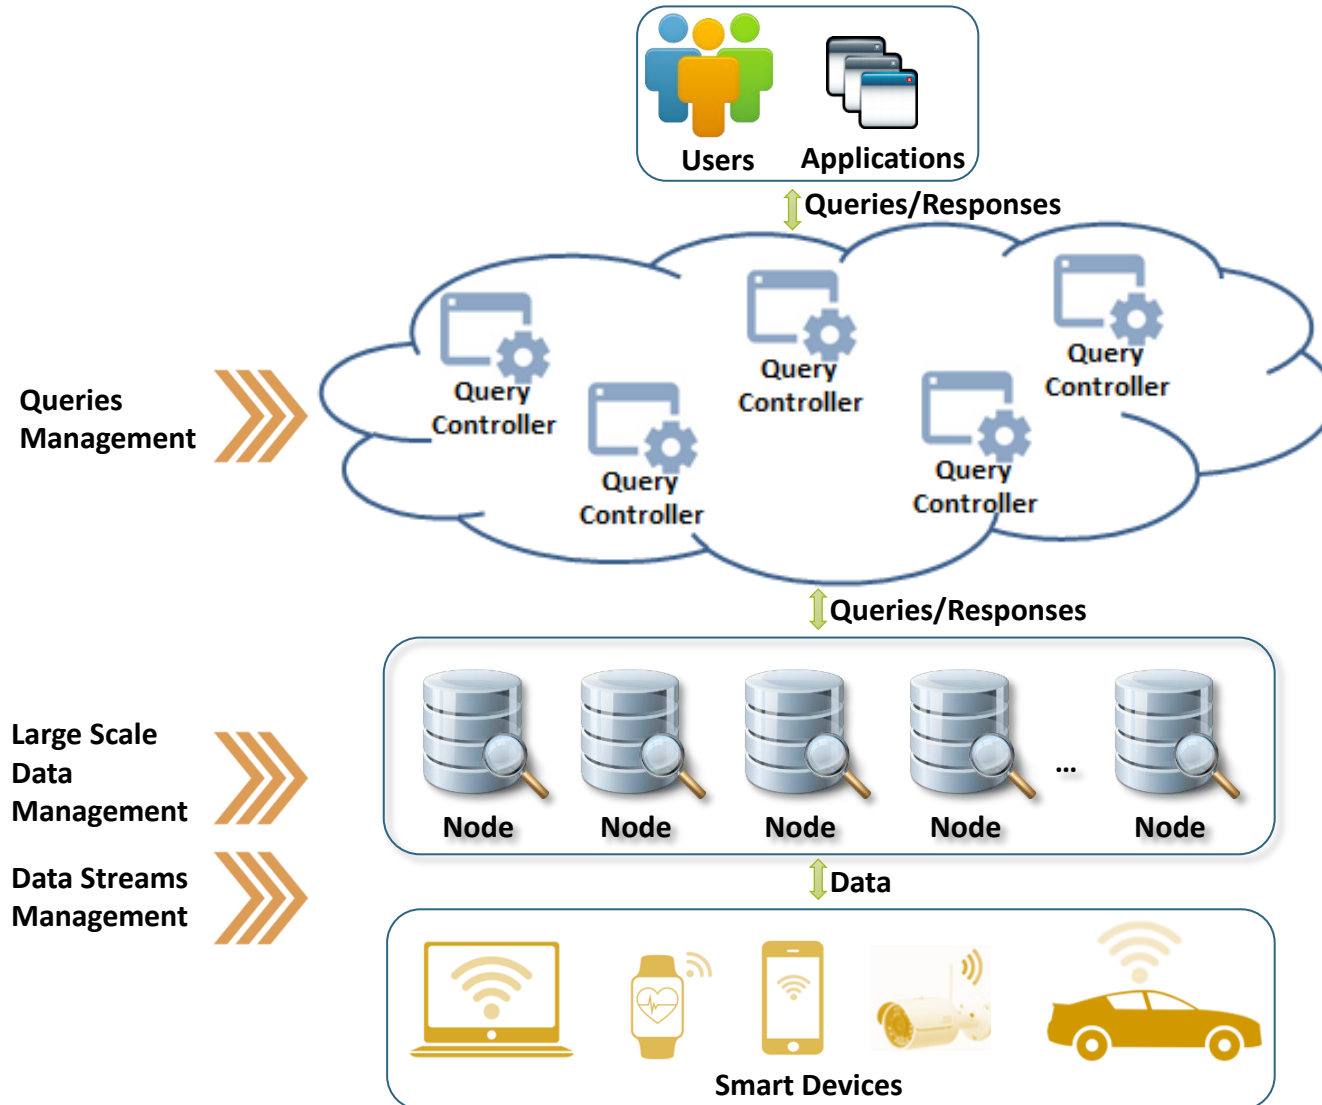 Users
Applications
Queries/Responses
Query
Controller
Query
Controller
Query
Controller
Query
Controller
Query
Controller
Queries
Management
Queries/Responses
Large Scale
Data
Management
...
Node
Node
Node
Node
Node
Data Streams
Management
Data
Smart Devices